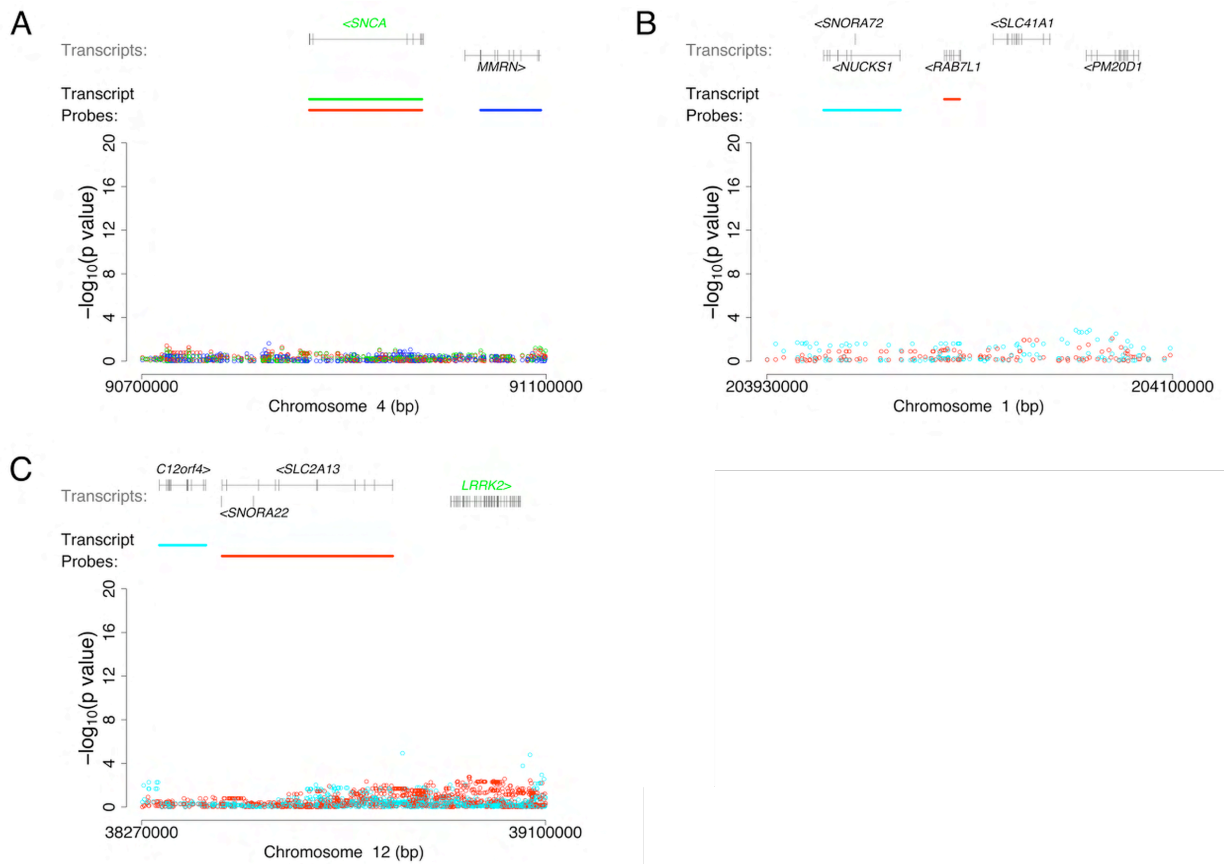 A
<SNCA
Transcripts:
MMRN>
Transcript
Probes:
−log10(p value)
20
16
12
8
4
0
90700000
91100000
Chromosome 4 (bp)
B
<SNORA72
<SLC41A1
Transcripts:
<NUCKS1
<RAB7L1
<PM20D1
Transcript
Probes:
−log10(p value)
20
16
12
8
4
0
203930000
204100000
Chromosome 1 (bp)
C
C12orf4>
<SLC2A13
LRRK2>
Transcripts:
<SNORA22
Transcript
Probes:
−log10(p value)
20
16
12
8
4
0
38270000
39100000
Chromosome 12 (bp)